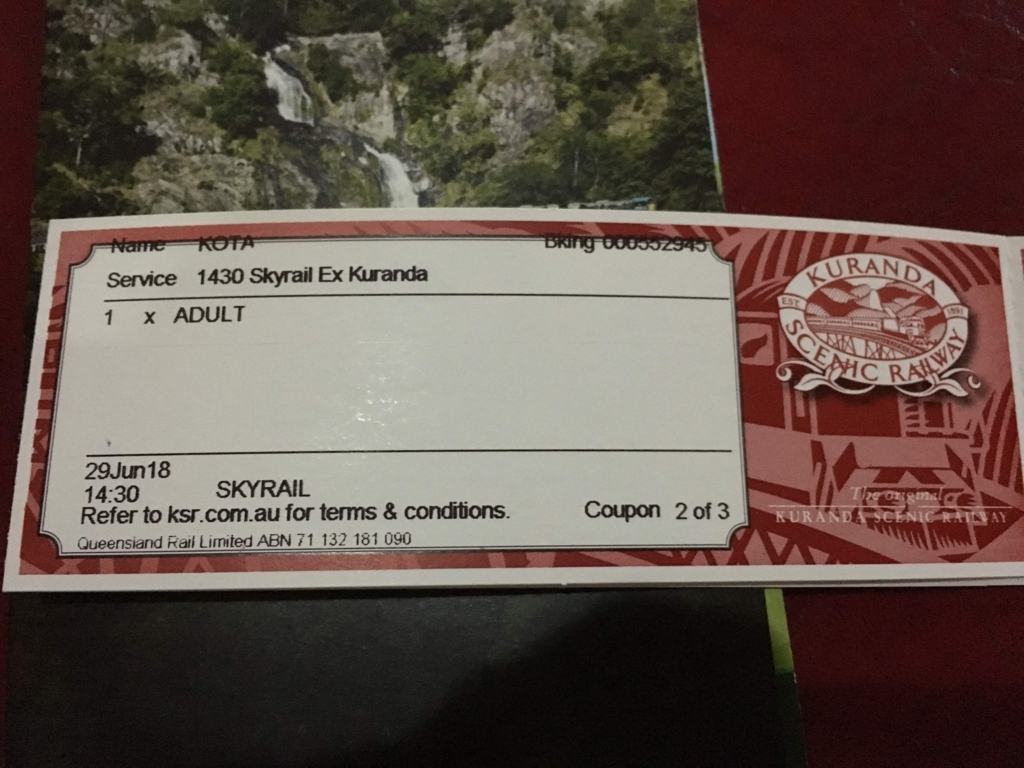 Name KOTA Bking 000552945
Service 1430 Skyrail Ex Kuranda
1 x ADULT
29Jun18
14:30 SKYRAIL
Refer to ksr.com.au for terms & conditions. Coupon 2 of 3
Queensland Rail Limited ABN 71 132 181 090
KURANDA
EST 1891
SCENIC RAILWAY
The original
KURANDA SCENIC RAILWAY